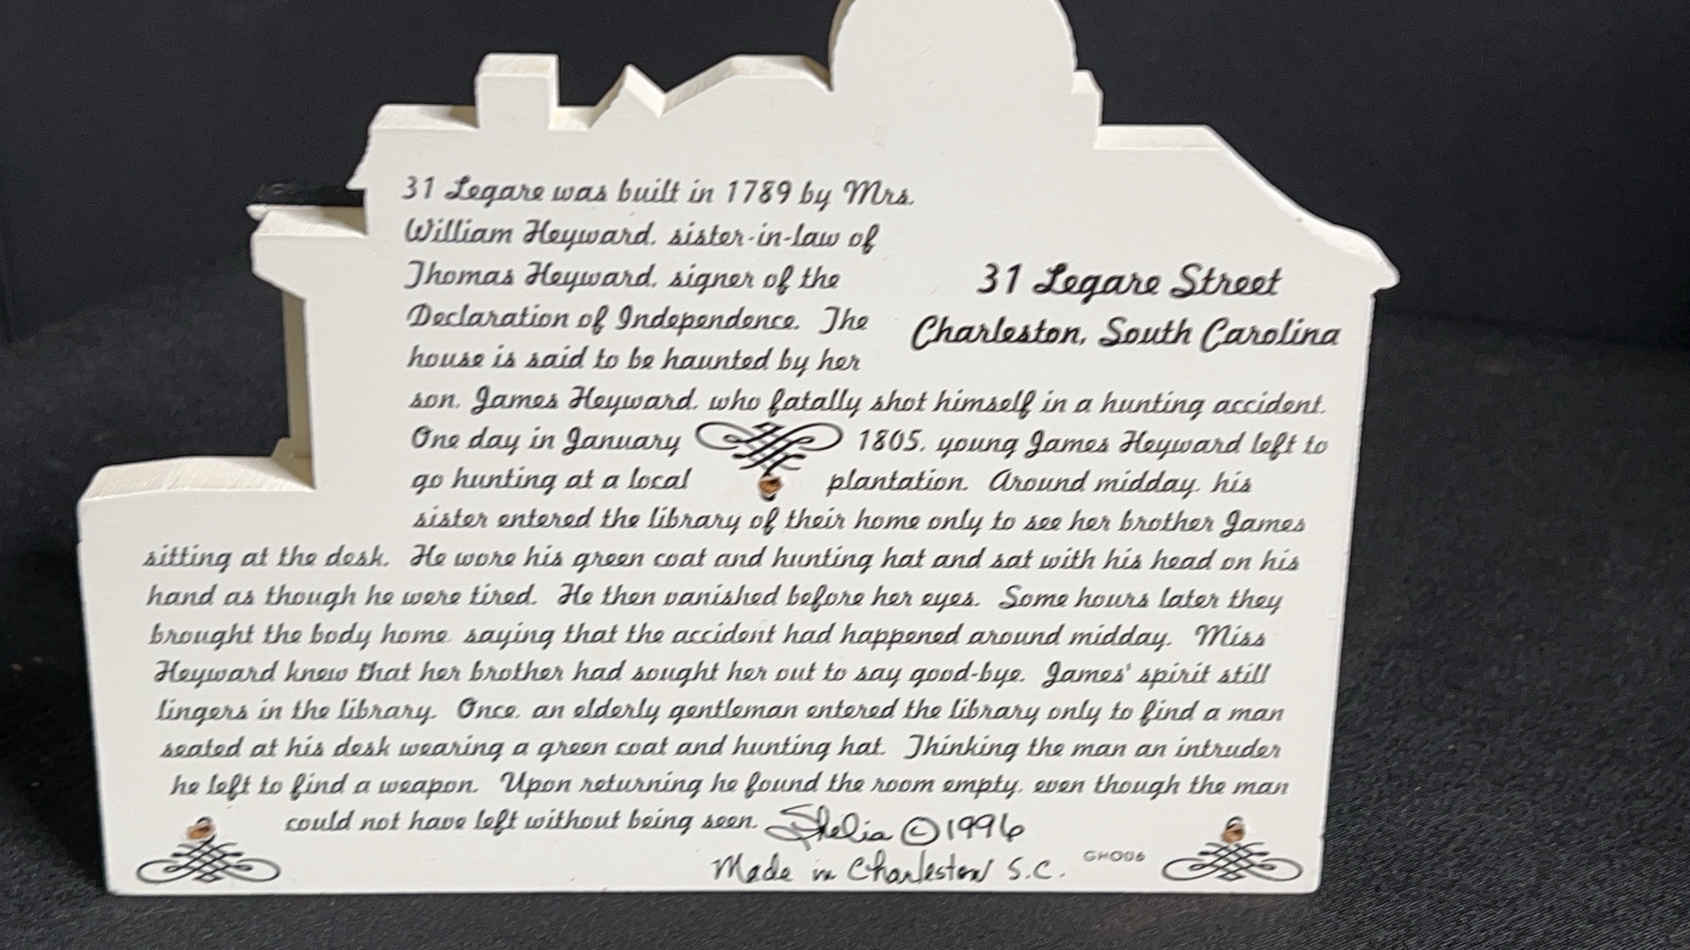 31 Legare was built in 1789 by Mrs.
William Heyward, sister-in-law of
Thomas Heyward, signer of the
Declaration of Independence. The
house is said to be haunted by her
31 Legare Street
Charleston, South Carolina
son, James Heyward, who fatally shot himself in a hunting accident.
One day in January 1805, young James Heyward left to
go hunting at a local plantation. Around midday, his
sister entered the library of their home only to see her brother James
sitting at the desk. He wore his green coat and hunting hat and sat with his head on his
hand as though he were tired. He then vanished before her eyes. Some hours later they
brought the body home saying that the accident had happened around midday. Miss
Heyward knew that her brother had sought her out to say good-bye. James' spirit still
lingers in the library. Once, an elderly gentleman entered the library only to find a man
seated at his desk wearing a green coat and hunting hat. Thinking the man an intruder
he left to find a weapon. Upon returning he found the room empty, even though the man
could not have left without being seen. Shelia © 1996
Made in Charleston S.C. GHO06